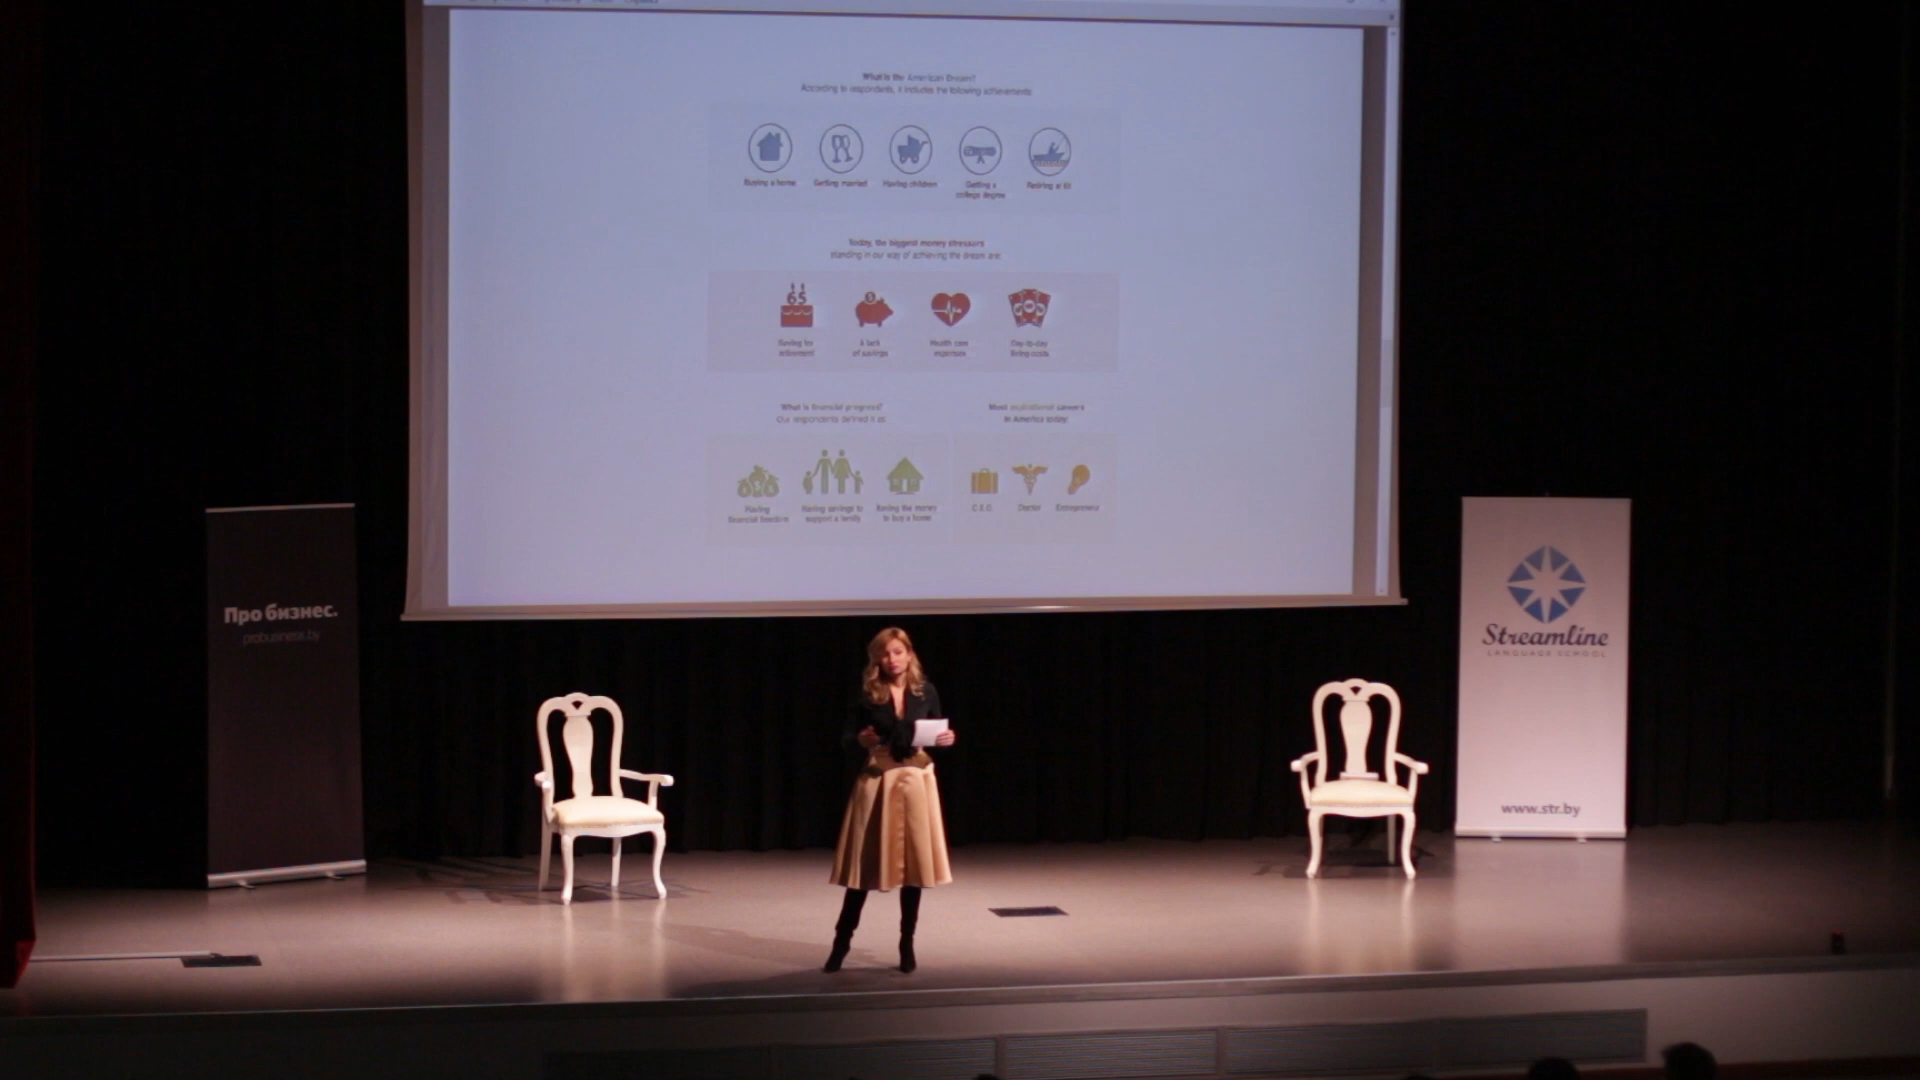 What is the American Dream?
According to respondents, it includes the following achievements:
Buying a home
Getting married
Having children
Getting a
college degree
Retiring at
Today, the biggest money stressors
standing in our way of achieving the dream are:
65
Saving for
retirement
A lack
of savings
Health care
expenses
Day-to-day
living costs
What is financial progress?
Our respondents defined it as:
Having
financial freedom
Having savings to
support a family
Having the money
to buy a home
Most aspirational careers
in America today:
C.E.O.
Doctor
Entrepreneur
Про бизнес.
probusiness.by
Streamline
LANGUAGE SCHOOL
www.str.by